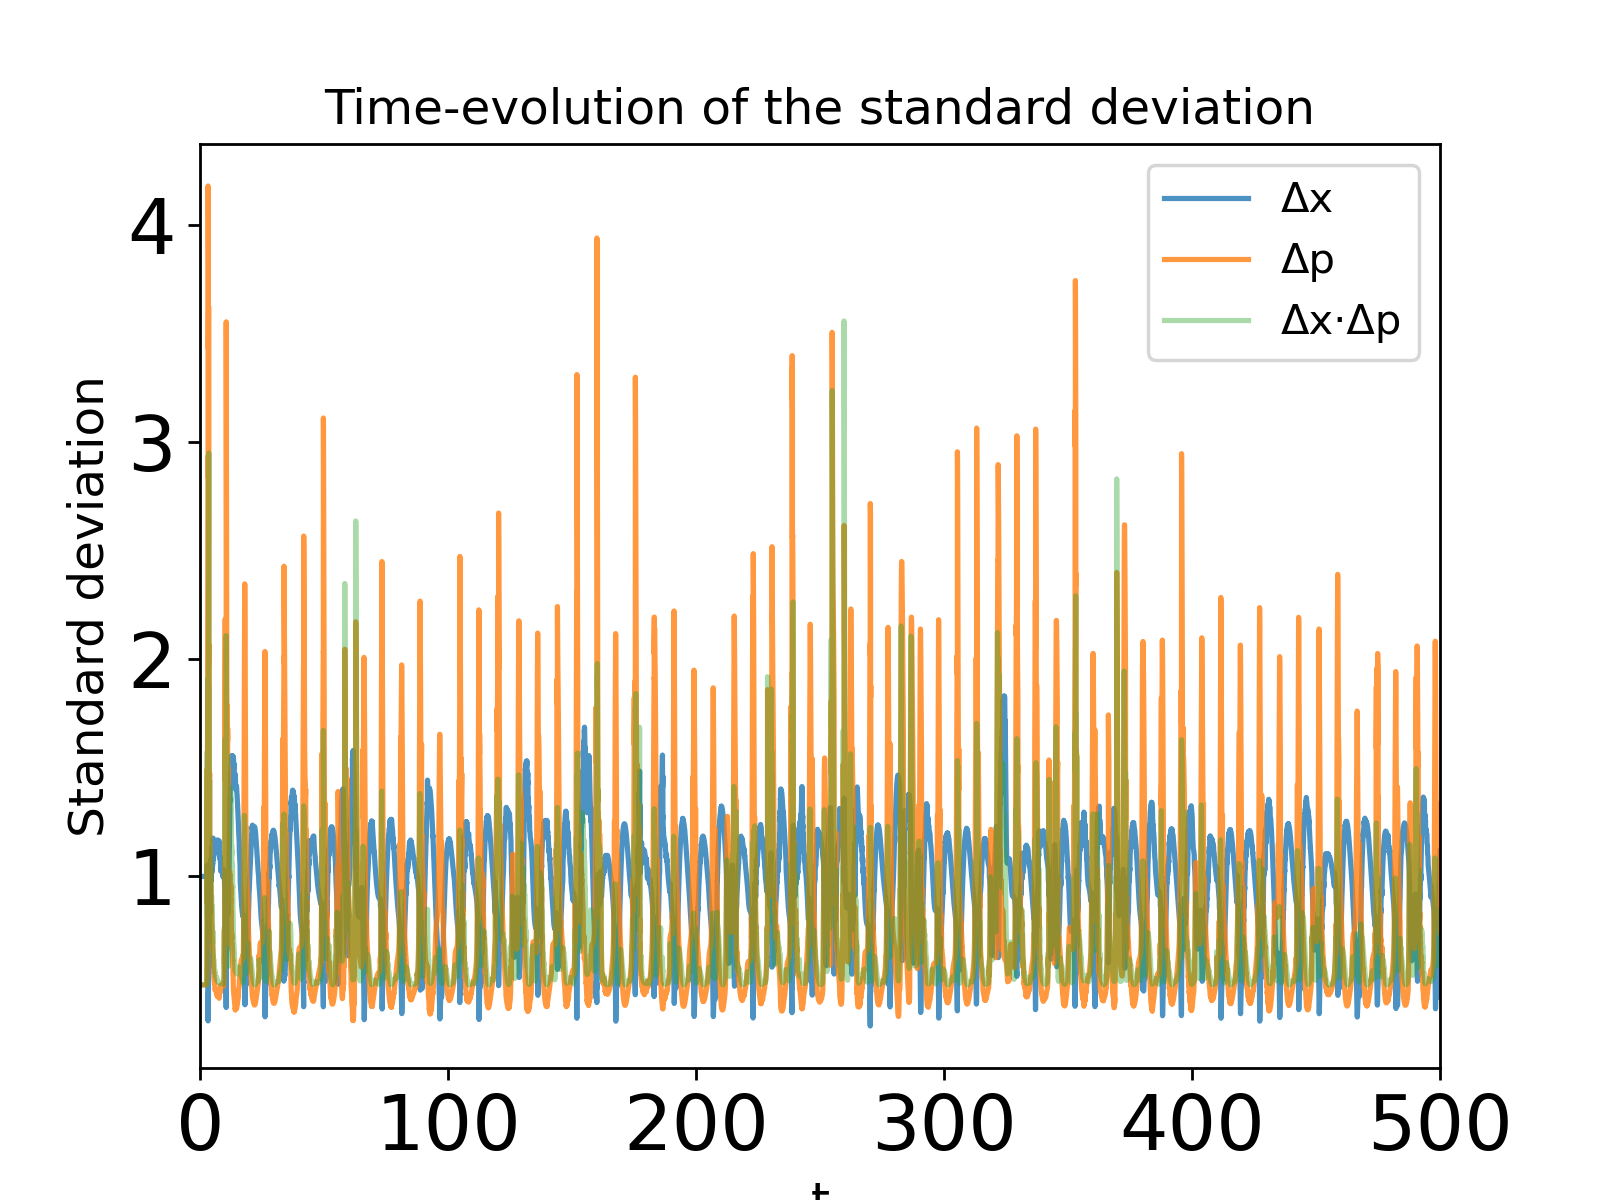 Time-evolution of the standard deviation
Δx
Δp
Δx·Δp
Standard deviation
4
3
2
1
0 100 200 300 400 500
t